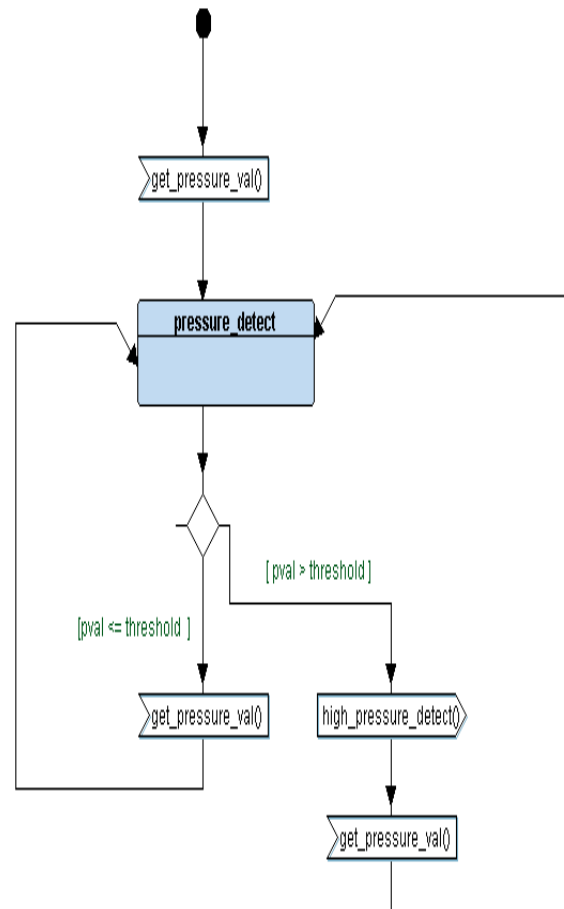 get_pressure_val()
pressure_detect
[ pval > threshold ]
[pval <= threshold ]
get_pressure_val()
high_pressure_detect()
get_pressure_val()